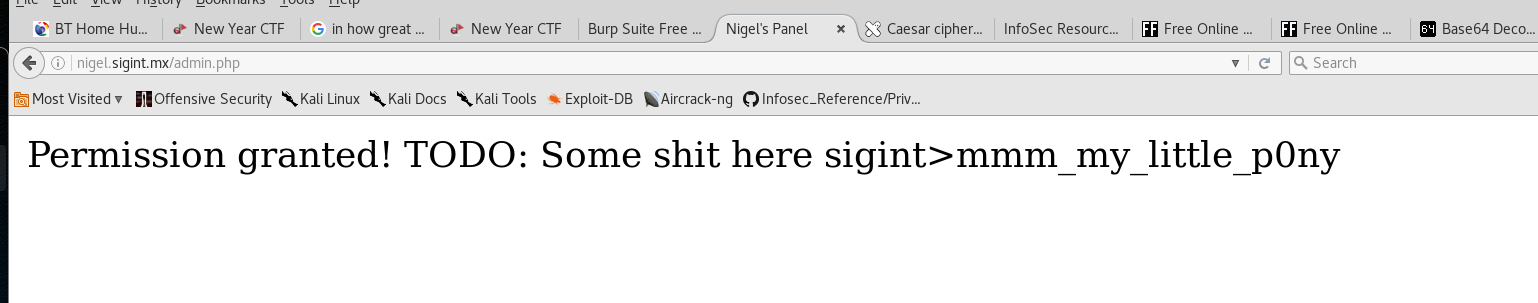 File Edit View History Bookmarks Tools Help
BT Home Hu... New Year CTF in how great ... New Year CTF Burp Suite Free ... Nigel's Panel Caesar cipher... InfoSec Resourc... Free Online ... Free Online ... 64 Base64 Deco...
nigel.sigint.mx/admin.php Search
Most Visited Offensive Security Kali Linux Kali Docs Kali Tools Exploit-DB Aircrack-ng Infosec_Reference/Priv...
Permission granted! TODO: Some shit here sigint>mmm_my_little_p0ny